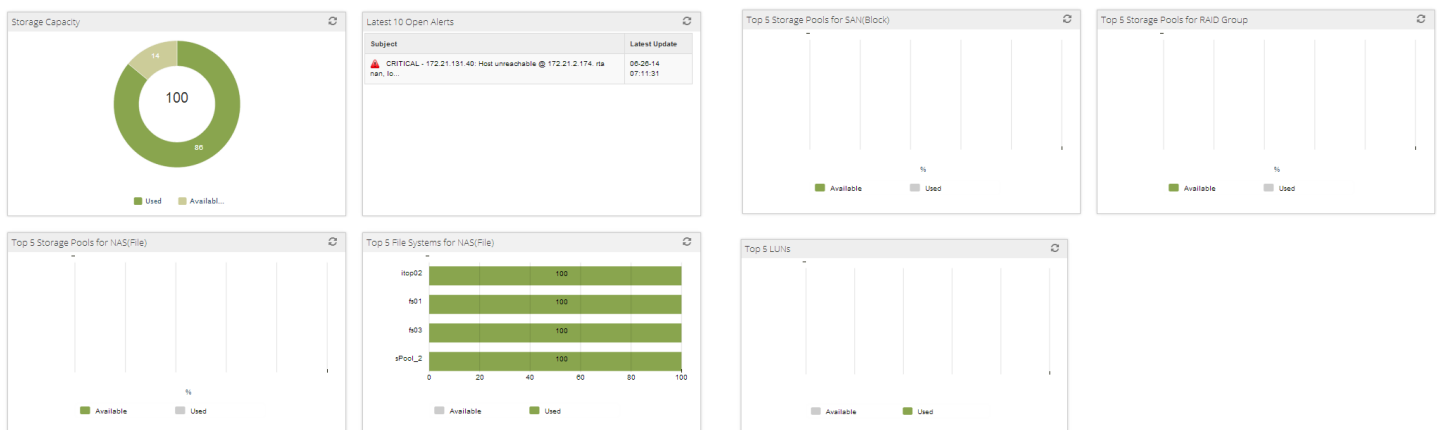 Storage Capacity
14
100
86
Used Availabl...
Latest 10 Open Alerts
Subject Latest Update
CRITICAL - 172.21.131.40: Host unreachable @ 172.21.2.174. rta
nan, lo...
06-26-14
07:11:31
Top 5 Storage Pools for SAN(Block)
%
Available Used
Top 5 Storage Pools for RAID Group
%
Available Used
Top 5 Storage Pools for NAS(File)
%
Available Used
Top 5 File Systems for NAS(File)
itop02 100
fs01 100
fs03 100
sPool_2 100
0 20 40 60 80 100
Available Used
Top 5 LUNs
Available Used